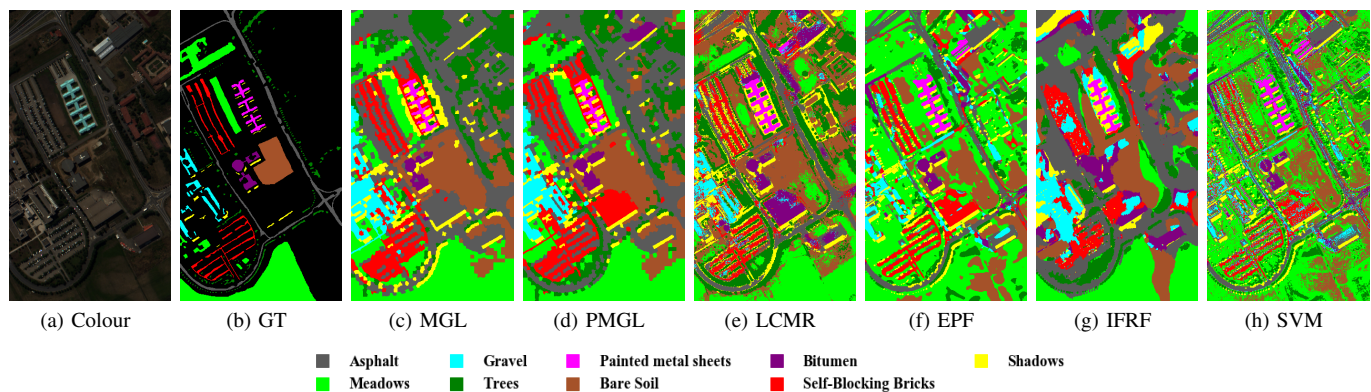 (a) Colour (b) GT (c) MGL (d) PMGL (e) LCMR (f) EPF (g) IFRF (h) SVM
Asphalt Gravel Painted metal sheets Bitumen Shadows
Meadows Trees Bare Soil Self-Blocking Bricks